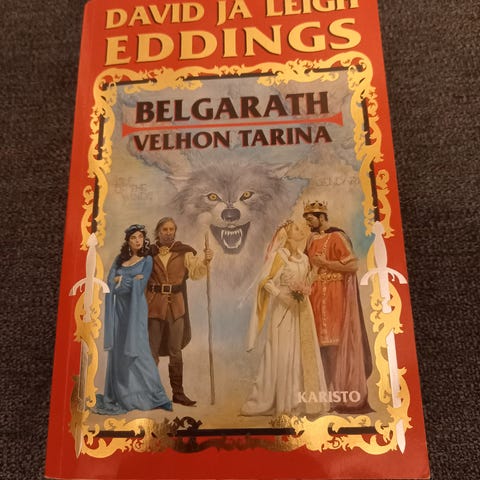 DAVID JA LEIGH
EDDINGS
BELGARATH
VELHON TARINA
KARISTO